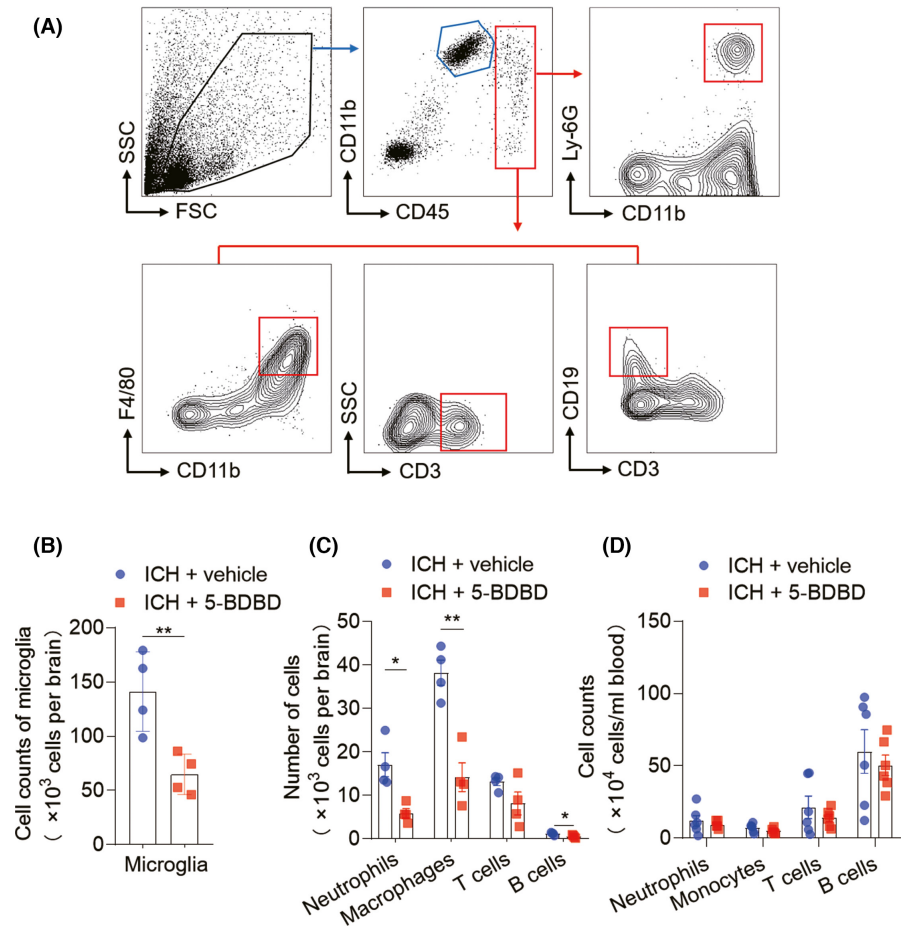 (A)
SSC
FSC
CD11b
CD45
Ly-6G
CD11b
F4/80
CD11b
SSC
CD3
CD19
CD3
(B)
ICH + vehicle
ICH + 5-BDBD
Cell counts of microglia
( ×10³ cells per brain)
200
150
100
50
0
**
Microglia
(C)
ICH + vehicle
ICH + 5-BDBD
Number of cells
( ×10³ cells per brain)
50
40
30
20
10
0
*
**
*
Neutrophils
Macrophages
T cells
B cells
(D)
ICH + vehicle
ICH + 5-BDBD
Cell counts
( ×10⁴ cells/ml blood)
150
100
50
0
Neutrophils
Monocytes
T cells
B cells